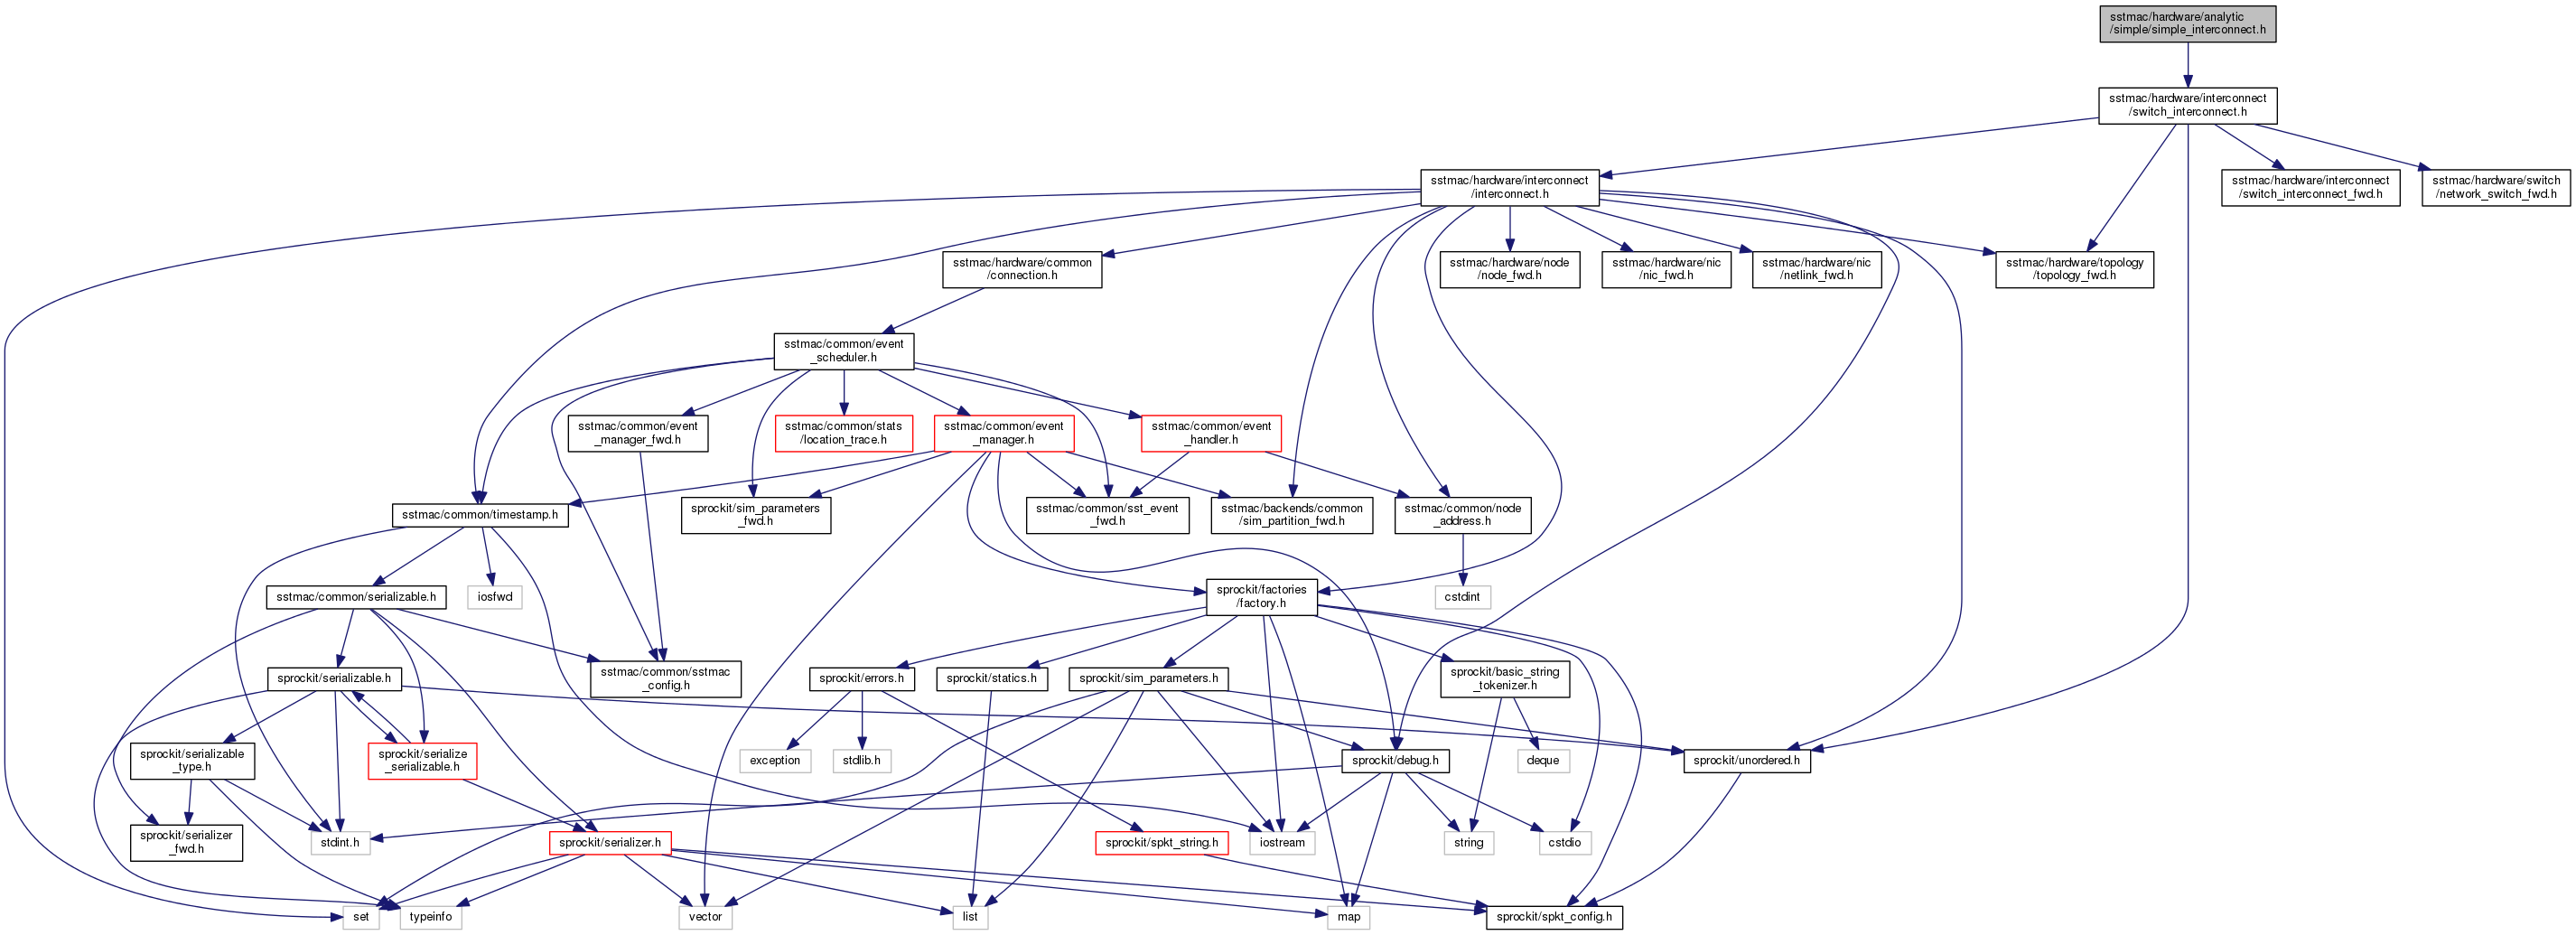 sstmac/hardware/analytic
/simple/simple_interconnect.h
sstmac/hardware/interconnect
/switch_interconnect.h
sstmac/hardware/interconnect
/interconnect.h
sstmac/hardware/interconnect
/switch_interconnect_fwd.h
sstmac/hardware/switch
/network_switch_fwd.h
sstmac/hardware/common
/connection.h
sstmac/hardware/node
/node_fwd.h
sstmac/hardware/nic
/nic_fwd.h
sstmac/hardware/nic
/netlink_fwd.h
sstmac/hardware/topology
/topology_fwd.h
sstmac/common/event
_scheduler.h
sstmac/common/event
_manager_fwd.h
sstmac/common/stats
/location_trace.h
sstmac/common/event
_manager.h
sstmac/common/event
_handler.h
sstmac/common/timestamp.h
sprockit/sim_parameters
_fwd.h
sstmac/common/sst_event
_fwd.h
sstmac/backends/common
/sim_partition_fwd.h
sstmac/common/node
_address.h
sstmac/common/serializable.h
iosfwd
sprockit/factories
/factory.h
cstdint
sprockit/serializable.h
sstmac/common/sstmac
_config.h
sprockit/errors.h
sprockit/statics.h
sprockit/sim_parameters.h
sprockit/basic_string
_tokenizer.h
sprockit/serializable
_type.h
sprockit/serialize
_serializable.h
exception
stdlib.h
sprockit/debug.h
deque
sprockit/unordered.h
sprockit/serializer
_fwd.h
stdint.h
sprockit/serializer.h
sprockit/spkt_string.h
iostream
string
cstdio
set
typeinfo
vector
list
map
sprockit/spkt_config.h